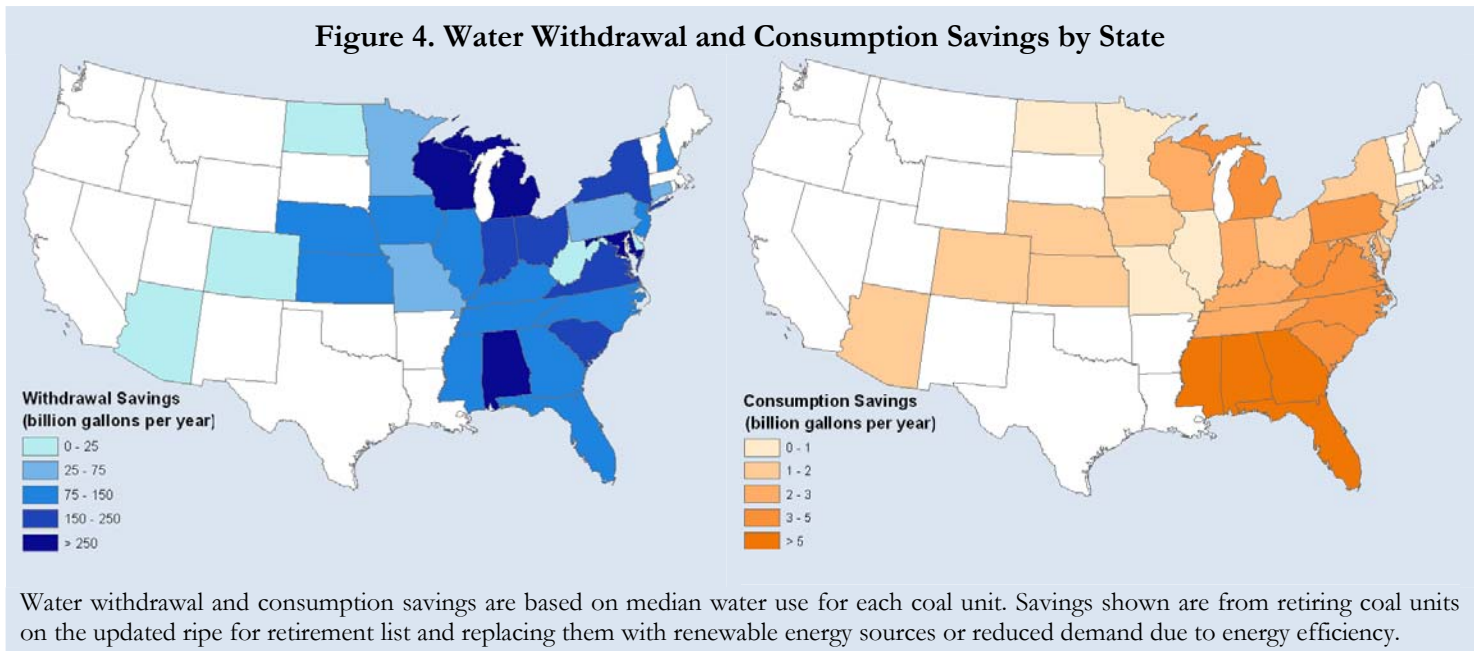 Figure 4. Water Withdrawal and Consumption Savings by State
Withdrawal Savings
(billion gallons per year)
0 - 25
25 - 75
75 - 150
150 - 250
> 250
Consumption Savings
(billion gallons per year)
0 - 1
1 - 2
2 - 3
3 - 5
> 5
Water withdrawal and consumption savings are based on median water use for each coal unit. Savings shown are from retiring coal units
on the updated ripe for retirement list and replacing them with renewable energy sources or reduced demand due to energy efficiency.